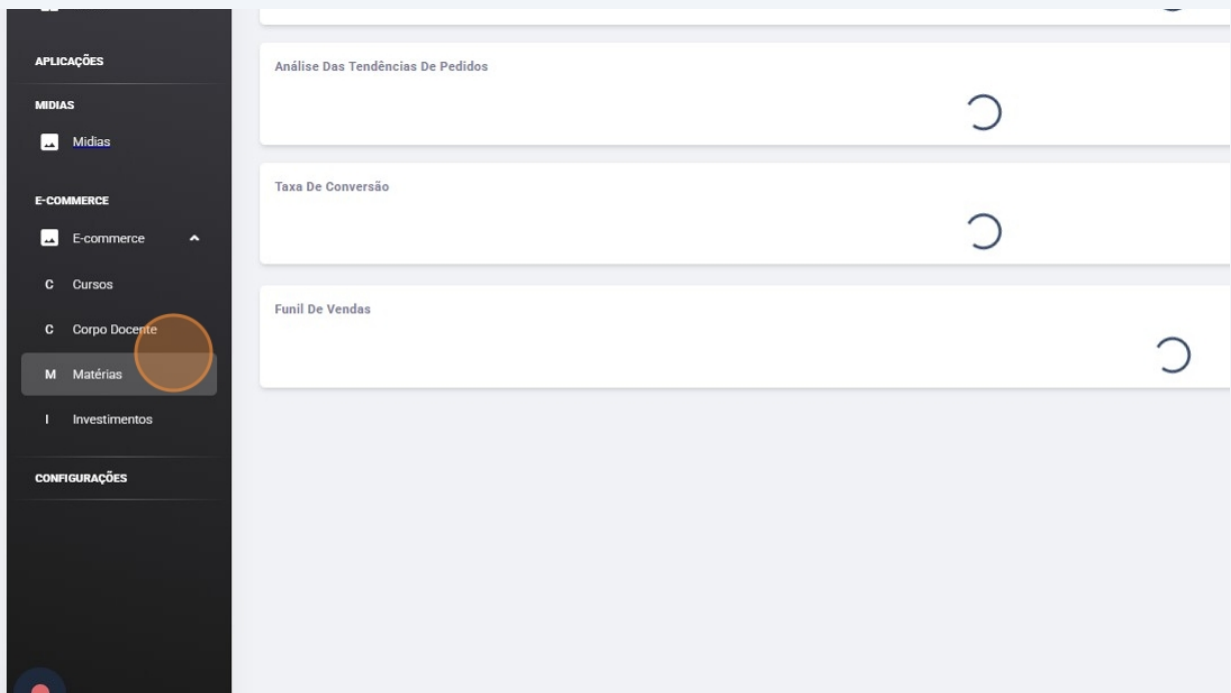 APLICAÇÕES
MIDIAS
Midias
E-COMMERCE
E-commerce
C Cursos
C Corpo Docente
M Matérias
I Investimentos
CONFIGURAÇÕES
Análise Das Tendências De Pedidos
Taxa De Conversão
Funil De Vendas